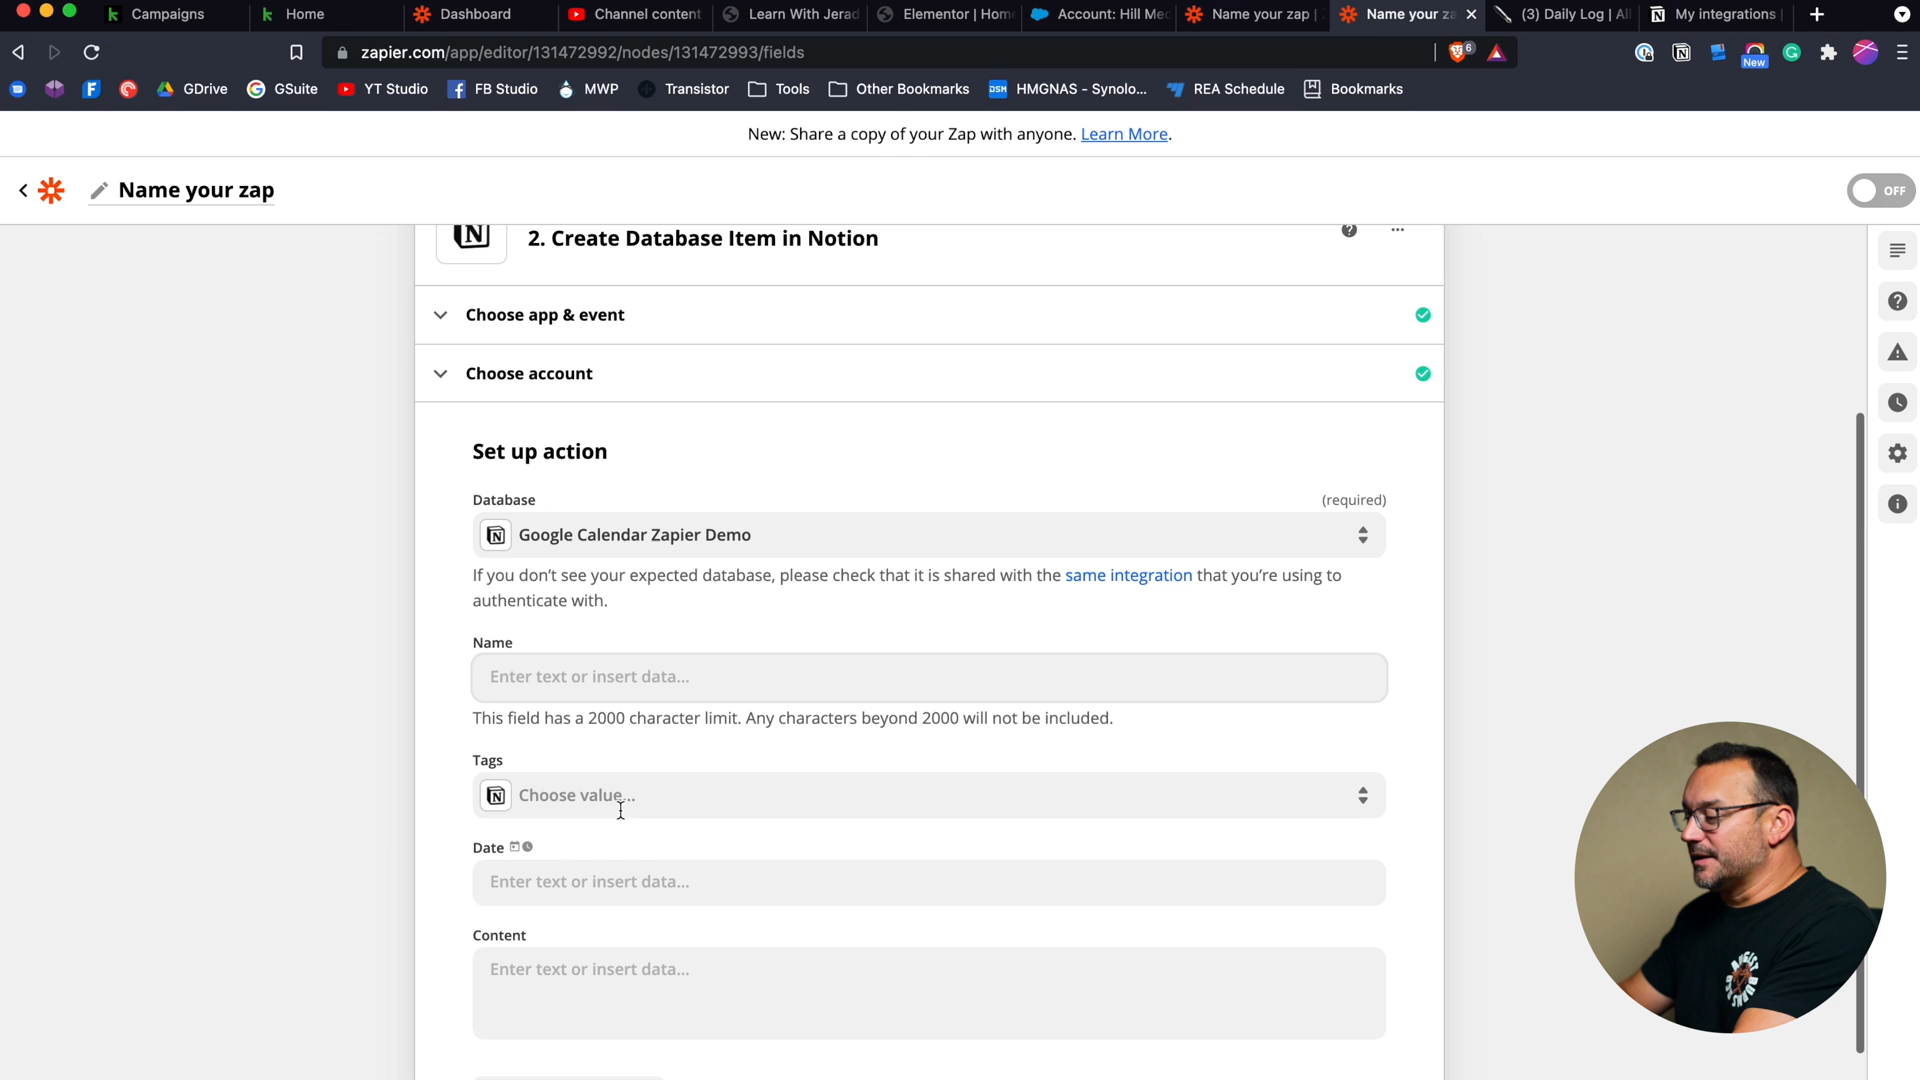 Campaigns
Home
Dashboard
Channel content
Learn With Jerad
Elementor | Hom
Account: Hill Med
Name your zap |
Name your za
(3) Daily Log | Al
My integrations |
zapier.com/app/editor/131472992/nodes/131472993/fields
6
New
GDrive
GSuite
YT Studio
FB Studio
MWP
Transistor
Tools
Other Bookmarks
DSM
HMGNAS - Synolo...
REA Schedule
Bookmarks
New: Share a copy of your Zap with anyone. Learn More.
Name your zap
OFF
2. Create Database Item in Notion
Choose app & event
Choose account
Set up action
Database (required)
Google Calendar Zapier Demo
If you don't see your expected database, please check that it is shared with the same integration that you're using to
authenticate with.
Name
Enter text or insert data...
This field has a 2000 character limit. Any characters beyond 2000 will not be included.
Tags
Choose value...
Date
Enter text or insert data...
Content
Enter text or insert data...